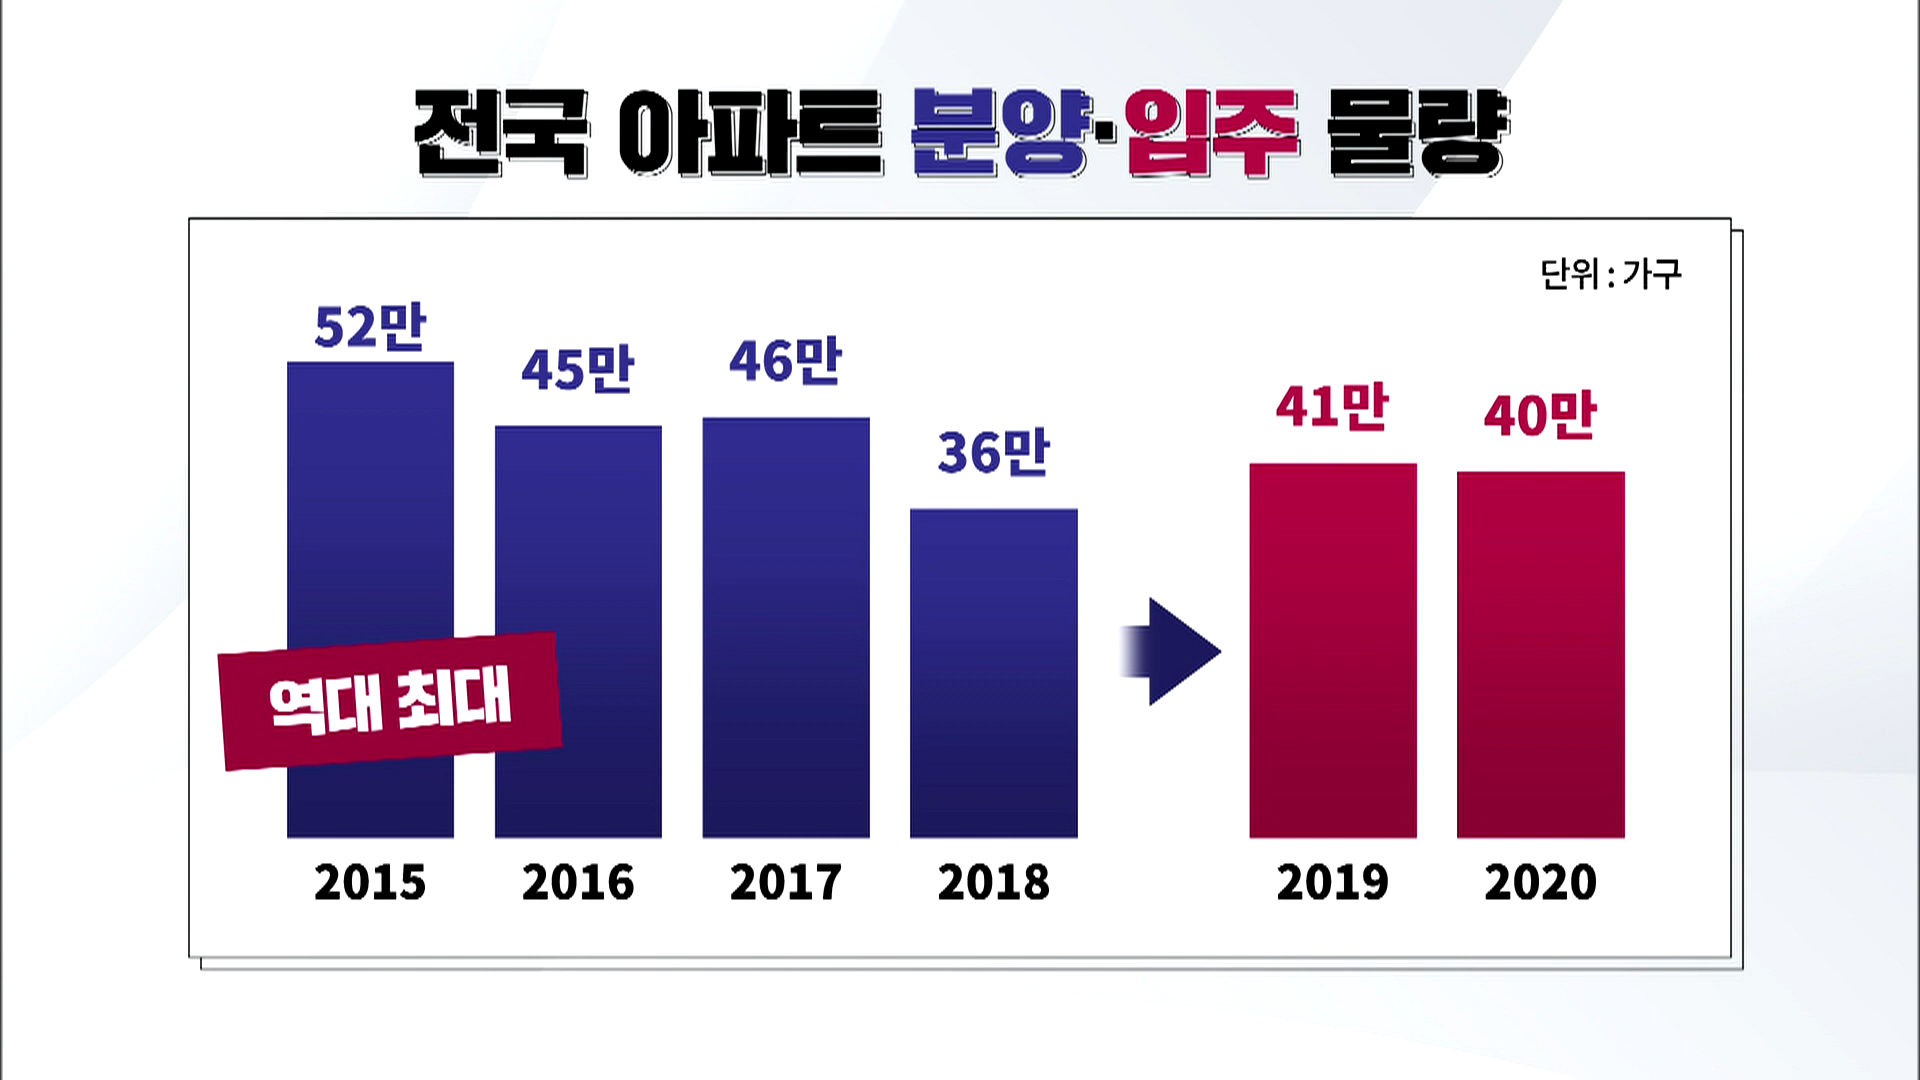 전국 아파트 분양·입주 물량
단위 : 가구
52만
45만
46만
36만
41만
40만
역대 최대
2015
2016
2017
2018
2019
2020